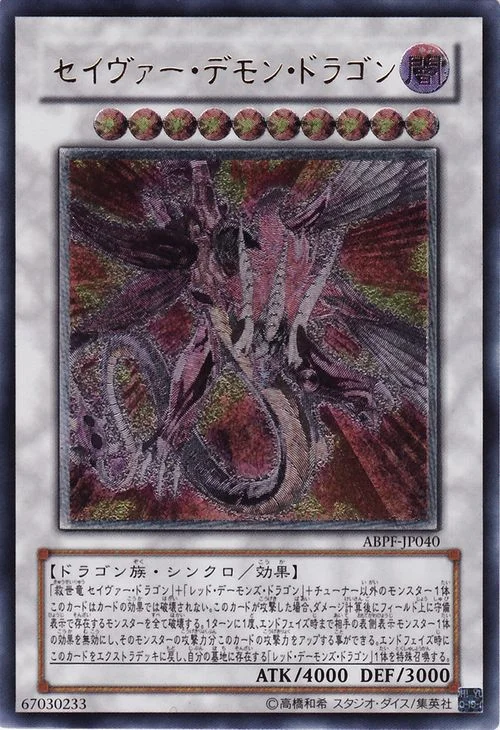 セイヴァー・デモン・ドラゴン 闇
ABPF-JP040
【ドラゴン族・シンクロ/効果】
「救世竜 セイヴァー・ドラゴン」+「レッド・デーモンズ・ドラゴン」+チューナー以外のモンスター1体
このカードはカードの効果では破壊されない。このカードが攻撃した場合、ダメージ計算後にフィールド上に守備
表示で存在するモンスターを全て破壊する。1ターンに1度、エンドフェイズ時まで相手の表側表示モンスター1体
の効果を無効にし、そのモンスターの攻撃力分このカードの攻撃力をアップする事ができる。エンドフェイズ時に
このカードをエクストラデッキに戻し、自分の墓地に存在する「レッド・デーモンズ・ドラゴン」1体を特殊召喚する。
ATK/4000 DEF/3000
67030233 ©高橋和希 スタジオ・ダイス/集英社